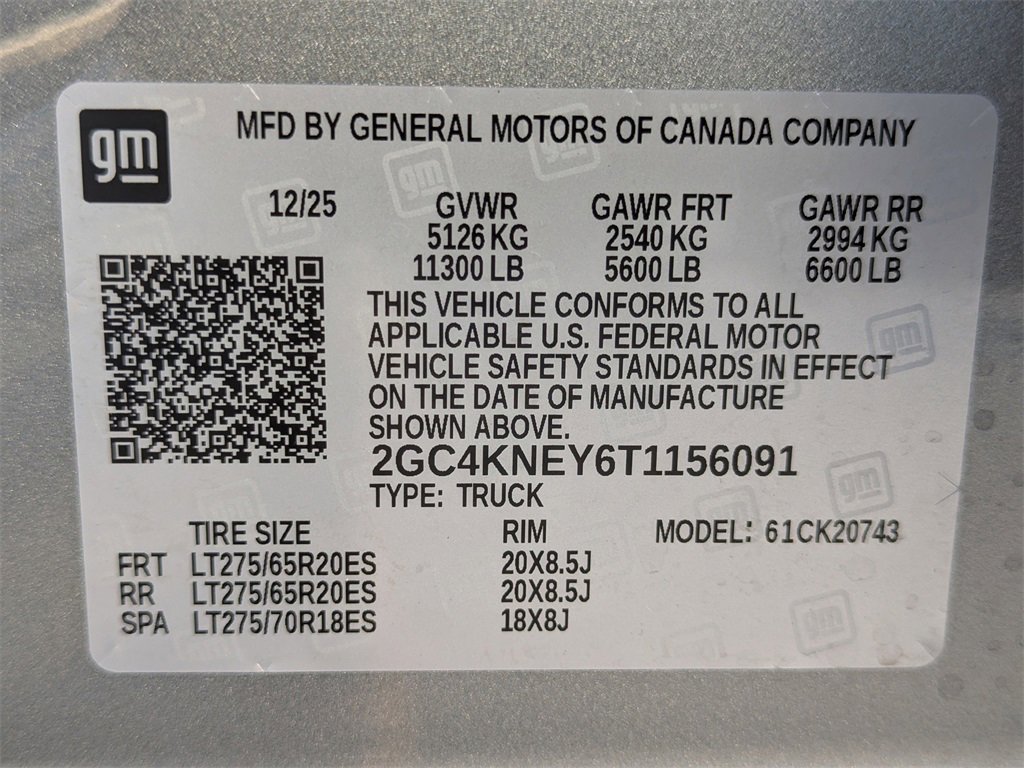 gm
MFD BY GENERAL MOTORS OF CANADA COMPANY
12/25 GVWR GAWR FRT GAWR RR
5126 KG 2540 KG 2994 KG
11300 LB 5600 LB 6600 LB
THIS VEHICLE CONFORMS TO ALL
APPLICABLE U.S. FEDERAL MOTOR
VEHICLE SAFETY STANDARDS IN EFFECT
ON THE DATE OF MANUFACTURE
SHOWN ABOVE.
2GC4KNEY6T1156091
TYPE: TRUCK
TIRE SIZE RIM MODEL: 61CK20743
FRT LT275/65R20ES 20X8.5J
RR LT275/65R20ES 20X8.5J
SPA LT275/70R18ES 18X8J